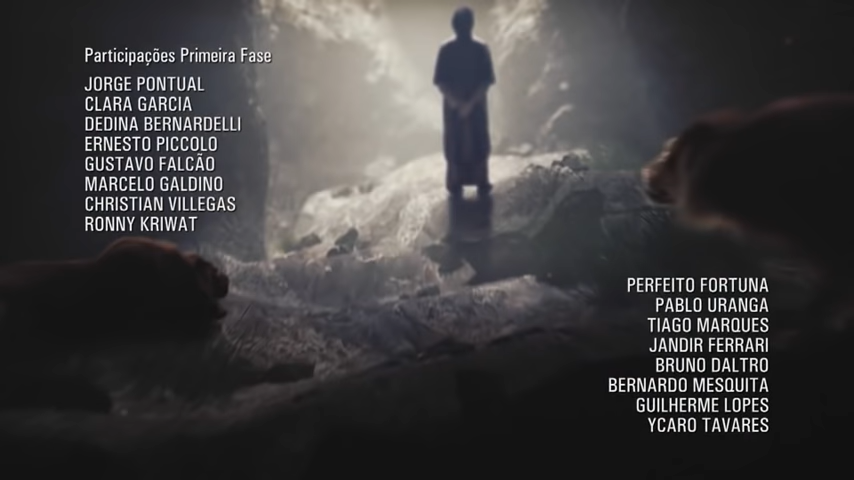 Participações Primeira Fase
JORGE PONTUAL
CLARA GARCIA
DEDINA BERNARDELLI
ERNESTO PICCOLO
GUSTAVO FALCÃO
MARCELO GALDINO
CHRISTIAN VILLEGAS
RONNY KRIWAT
PERFEITO FORTUNA
PABLO URANGA
TIAGO MARQUES
JANDIR FERRARI
BRUNO DALTRO
BERNARDO MESQUITA
GUILHERME LOPES
YCARO TAVARES